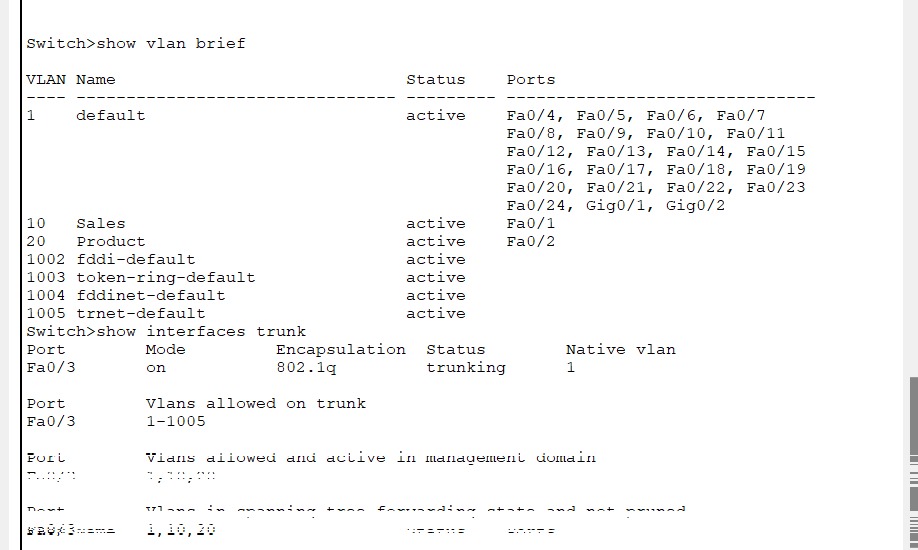 Switch>show vlan brief
VLAN Name Status Ports
---- -------------------------------- --------- -------------------------------
1 default active Fa0/4, Fa0/5, Fa0/6, Fa0/7
Fa0/8, Fa0/9, Fa0/10, Fa0/11
Fa0/12, Fa0/13, Fa0/14, Fa0/15
Fa0/16, Fa0/17, Fa0/18, Fa0/19
Fa0/20, Fa0/21, Fa0/22, Fa0/23
Fa0/24, Gig0/1, Gig0/2
10 Sales active Fa0/1
20 Product active Fa0/2
1002 fddi-default active
1003 token-ring-default active
1004 fddinet-default active
1005 trnet-default active
Switch>show interfaces trunk
Port Mode Encapsulation Status Native vlan
Fa0/3 on 802.1q trunking 1
Port Vlans allowed on trunk
Fa0/3 1-1005
Port Vlans allowed and active in management domain
Port Vlans in spanning tree forwarding state and not pruned
Fa0/3 1,10,20